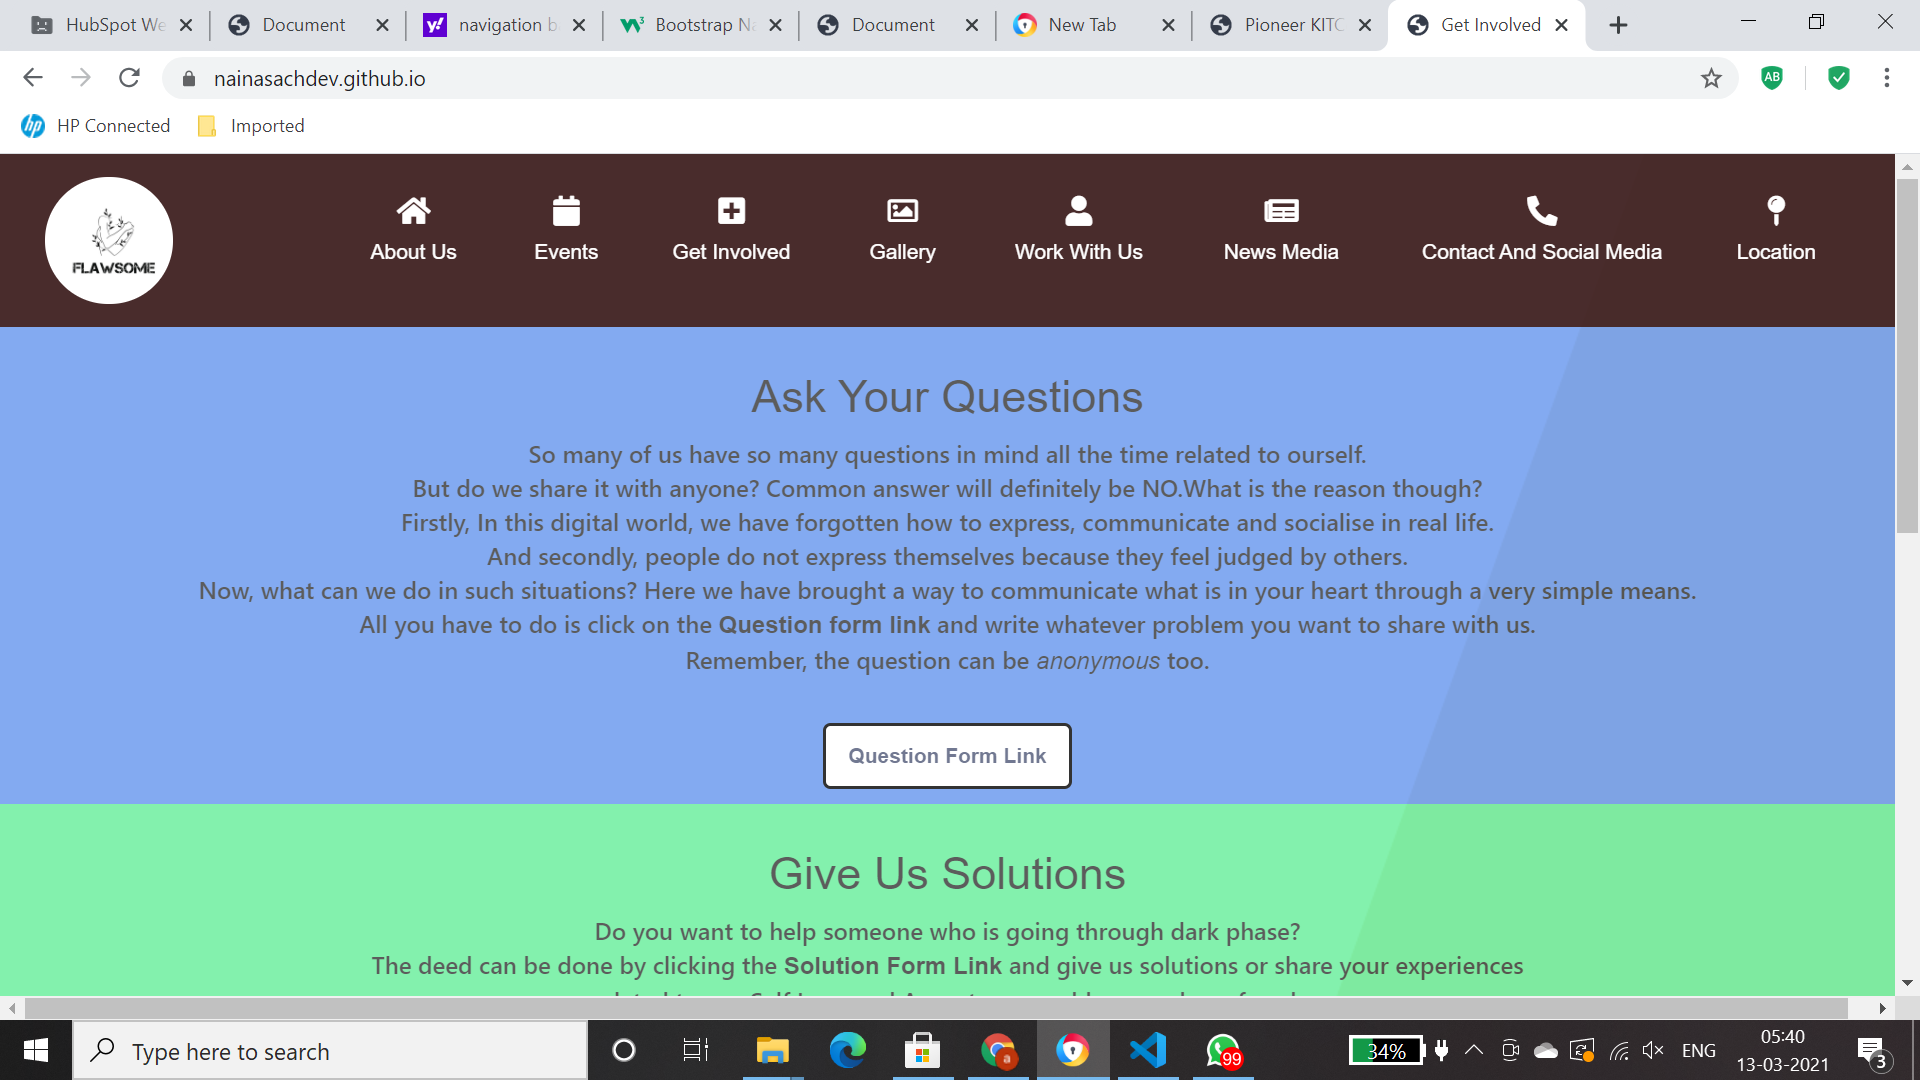 HubSpot We
Document
navigation b
Bootstrap Na
Document
New Tab
Pioneer KITC
Get Involved
nainasachdev.github.io
AB
hp HP Connected
Imported
FLAWSOME
About Us
Events
Get Involved
Gallery
Work With Us
News Media
Contact And Social Media
Location
Ask Your Questions
So many of us have so many questions in mind all the time related to ourself.
But do we share it with anyone? Common answer will definitely be NO.What is the reason though?
Firstly, In this digital world, we have forgotten how to express, communicate and socialise in real life.
And secondly, people do not express themselves because they feel judged by others.
Now, what can we do in such situations? Here we have brought a way to communicate what is in your heart through a very simple means.
All you have to do is click on the Question form link and write whatever problem you want to share with us.
Remember, the question can be anonymous too.
Question Form Link
Give Us Solutions
Do you want to help someone who is going through dark phase?
The deed can be done by clicking the Solution Form Link and give us solutions or share your experiences
Type here to search
a
99
34%
ENG
05:40
13-03-2021
3